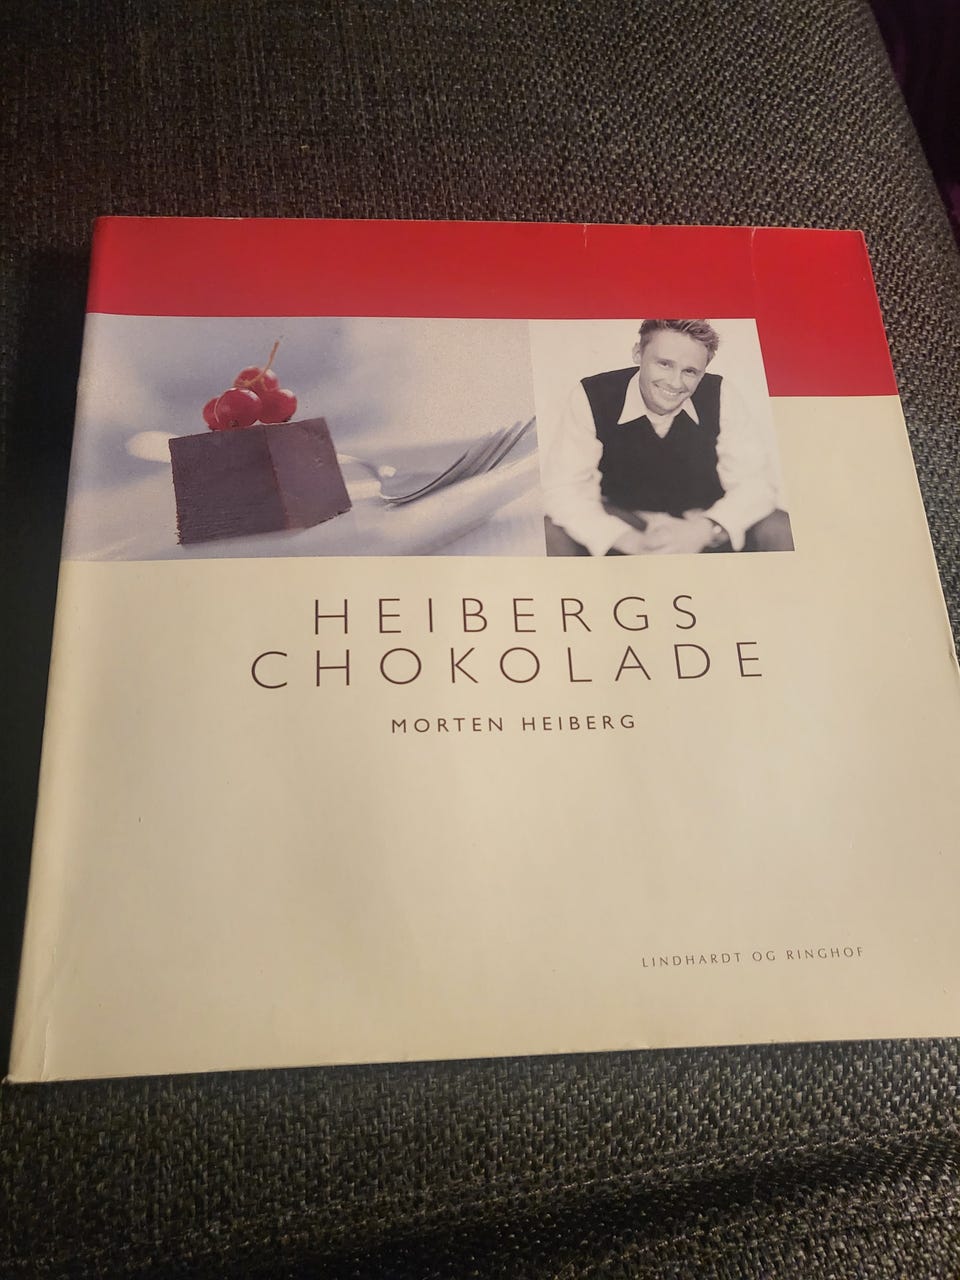 HEIBERGS
CHOKOLADE
MORTEN HEIBERG
LINDHARDT OG RINGHOF